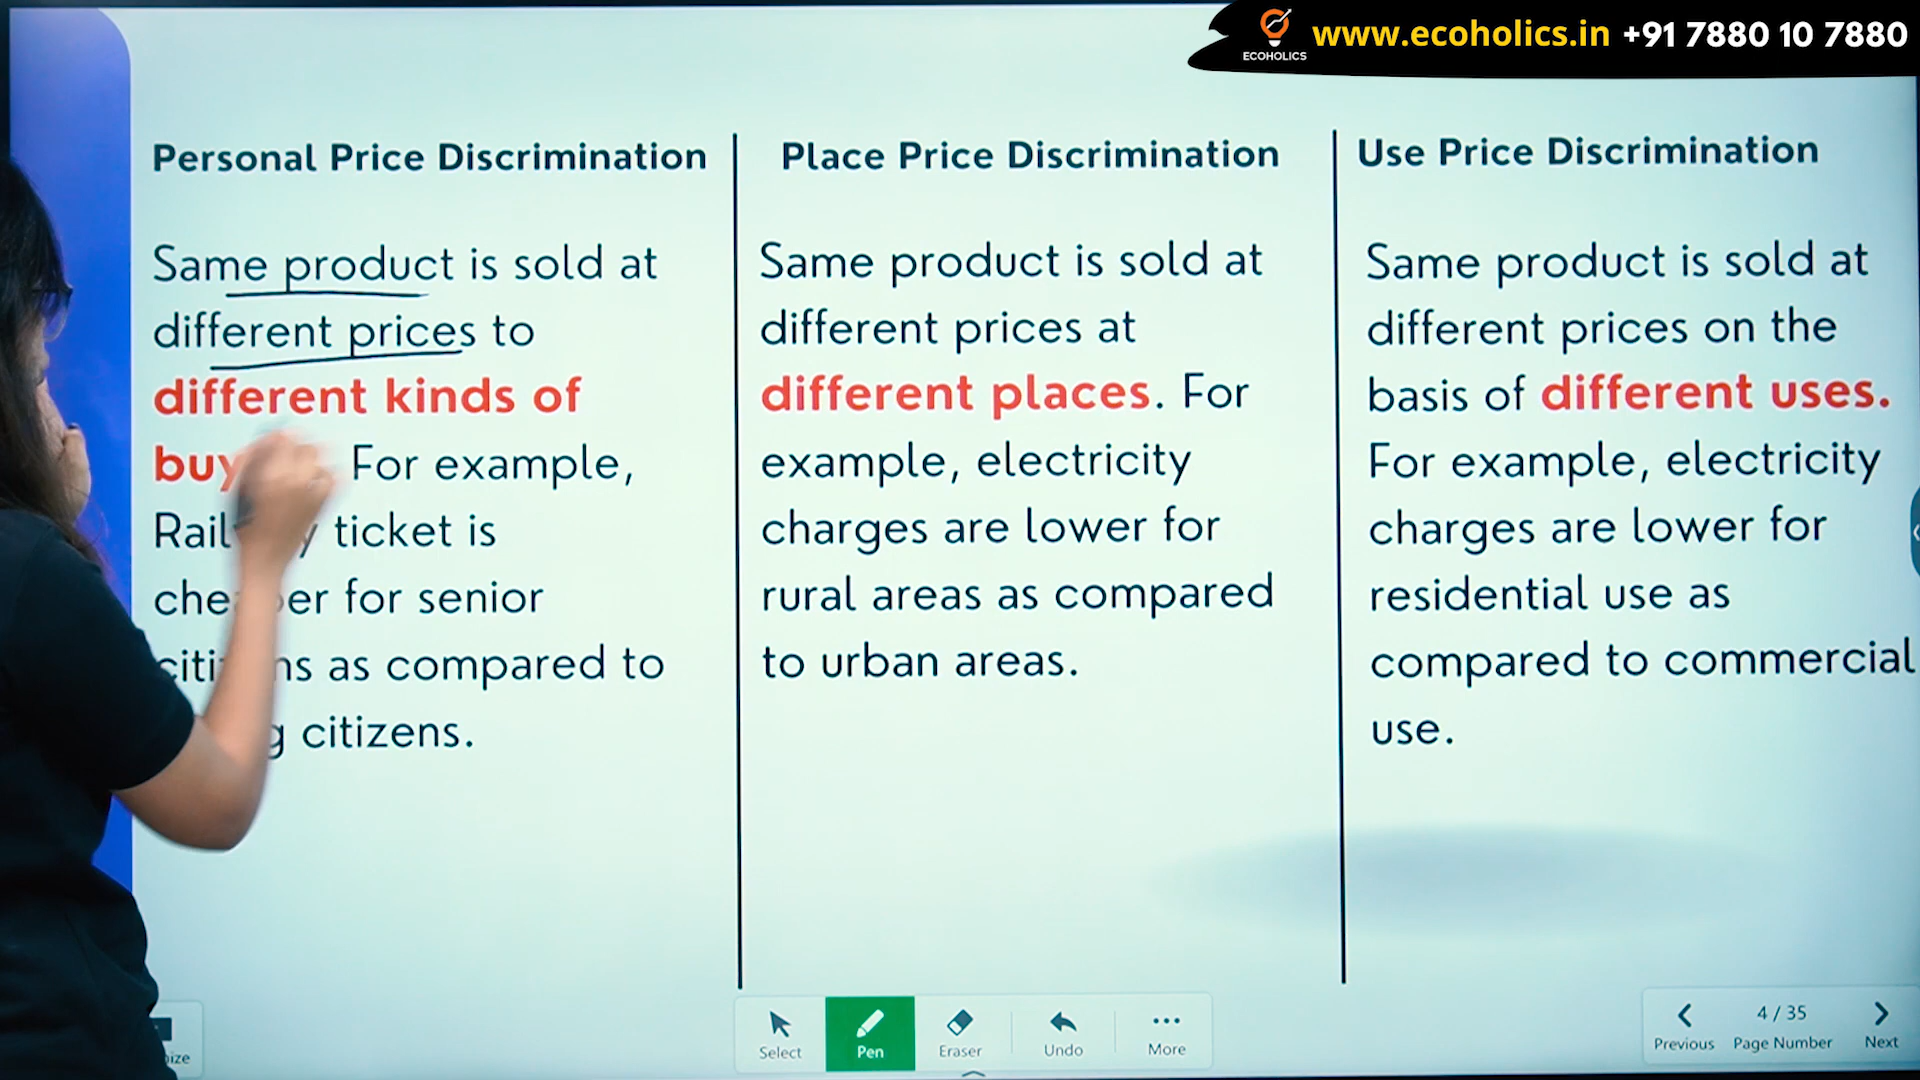 www.ecoholics.in +91 7880 10 7880
ECOHOLICS
Personal Price Discrimination
Same product is sold at
different prices to
different kinds of
For example,
ticket is
for senior
as compared to
citizens.
Place Price Discrimination
Same product is sold at
different prices at
different places. For
example, electricity
charges are lower for
rural areas as compared
to urban areas.
Use Price Discrimination
Same product is sold at
different prices on the
basis of different uses.
For example, electricity
charges are lower for
residential use as
compared to commercial
use.
Select
Pen
Eraser
Undo
More
4 / 35
Previous
Page Number
Next